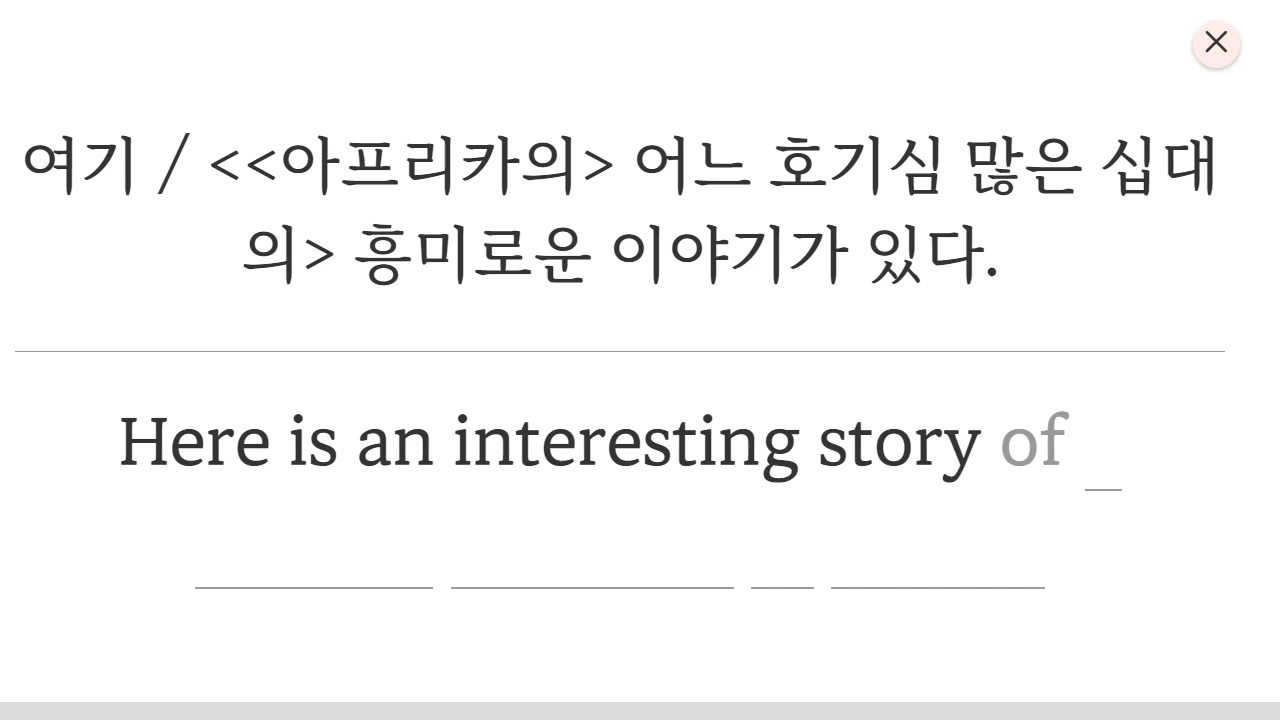 여기 / <<아프리카의> 어느 호기심 많은 십대
의> 흥미로운 이야기가 있다.
Here is an interesting story of